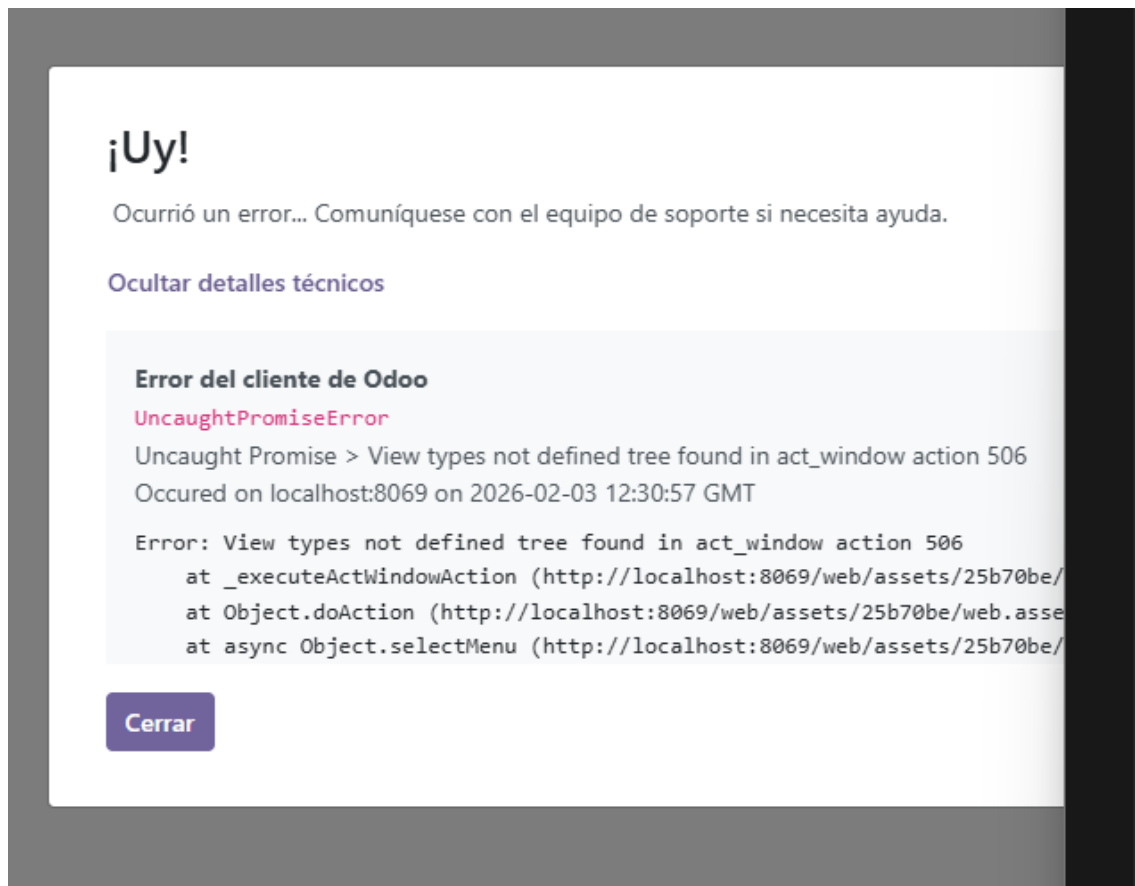 ¡Uy!
Ocurrió un error... Comuníquese con el equipo de soporte si necesita ayuda.
Ocultar detalles técnicos
Error del cliente de Odoo
UncaughtPromiseError
Uncaught Promise > View types not defined tree found in act_window action 506
Occured on localhost:8069 on 2026-02-03 12:30:57 GMT
Error: View types not defined tree found in act_window action 506
at _executeActWindowAction (http://localhost:8069/web/assets/25b70be/
at Object.doAction (http://localhost:8069/web/assets/25b70be/web.asse
at async Object.selectMenu (http://localhost:8069/web/assets/25b70be/
Cerrar